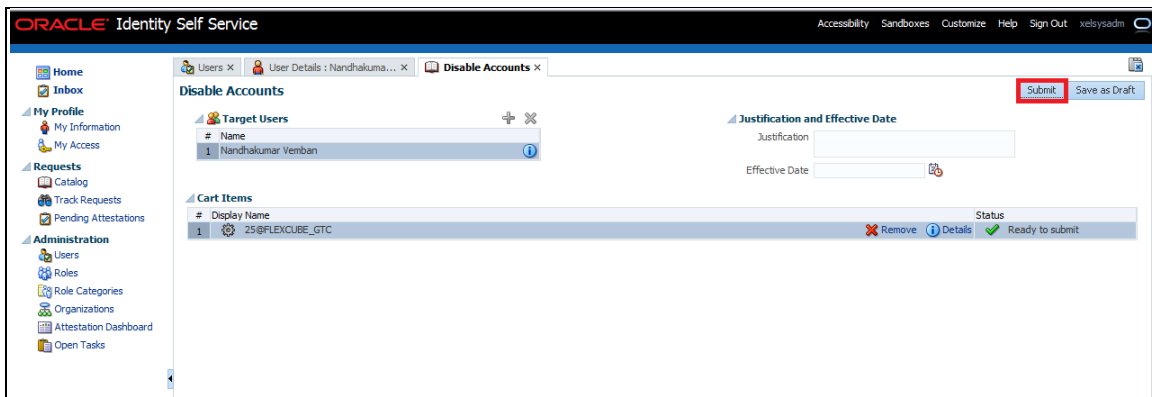 ORACLE Identity Self Service
Accessibility Sandboxes Customize Help Sign Out xelsysadm
Home
Inbox
My Profile
My Information
My Access
Requests
Catalog
Track Requests
Pending Attestations
Administration
Users
Roles
Role Categories
Organizations
Attestation Dashboard
Open Tasks
Users User Details : Nandhakuma... Disable Accounts
Disable Accounts
Submit Save as Draft
Target Users
# Name
1 Nandhakumar Vemban
Justification and Effective Date
Justification
Effective Date
Cart Items
# Display Name Status
1 25@FLEXCUBE_GTC Remove Details Ready to submit